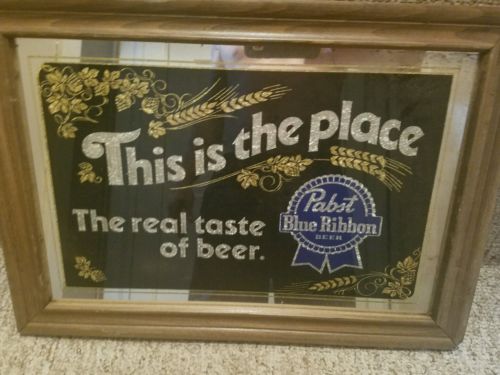 This is the place
The real taste
of beer.
Pabst
Blue Ribbon
BEER